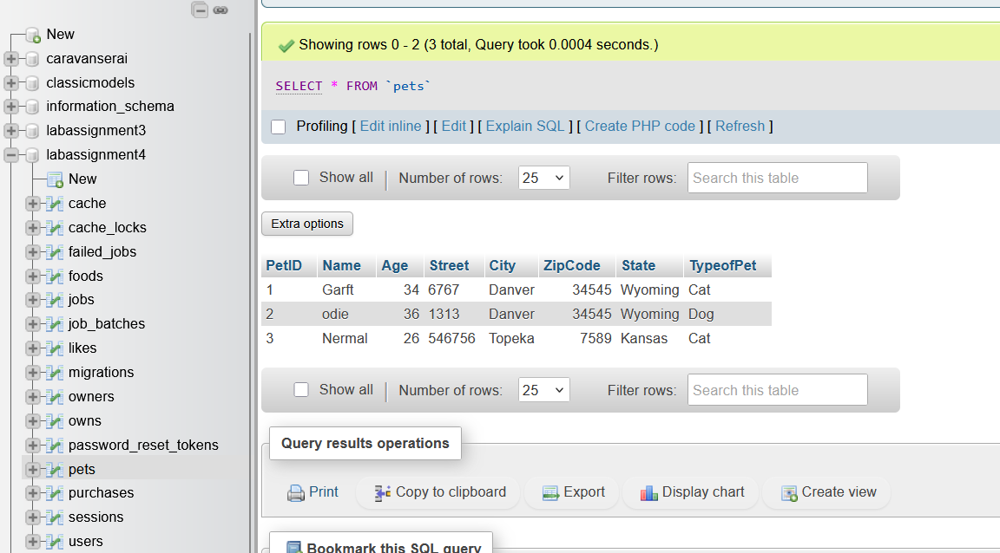 New
caravanserai
classicmodels
information_schema
labassignment3
labassignment4
New
cache
cache_locks
failed_jobs
foods
jobs
job_batches
likes
migrations
owners
owns
password_reset_tokens
pets
purchases
sessions
users
Showing rows 0 - 2 (3 total, Query took 0.0004 seconds.)
SELECT * FROM `pets`
Profiling [ Edit inline ] [ Edit ] [ Explain SQL ] [ Create PHP code ] [ Refresh ]
Show all Number of rows: 25 Filter rows: Search this table
Extra options
PetID Name Age Street City ZipCode State TypeofPet
1 Garft 34 6767 Danver 34545 Wyoming Cat
2 odie 36 1313 Danver 34545 Wyoming Dog
3 Nermal 26 546756 Topeka 7589 Kansas Cat
Show all Number of rows: 25 Filter rows: Search this table
Query results operations
Print Copy to clipboard Export Display chart Create view
Bookmark this SQL query